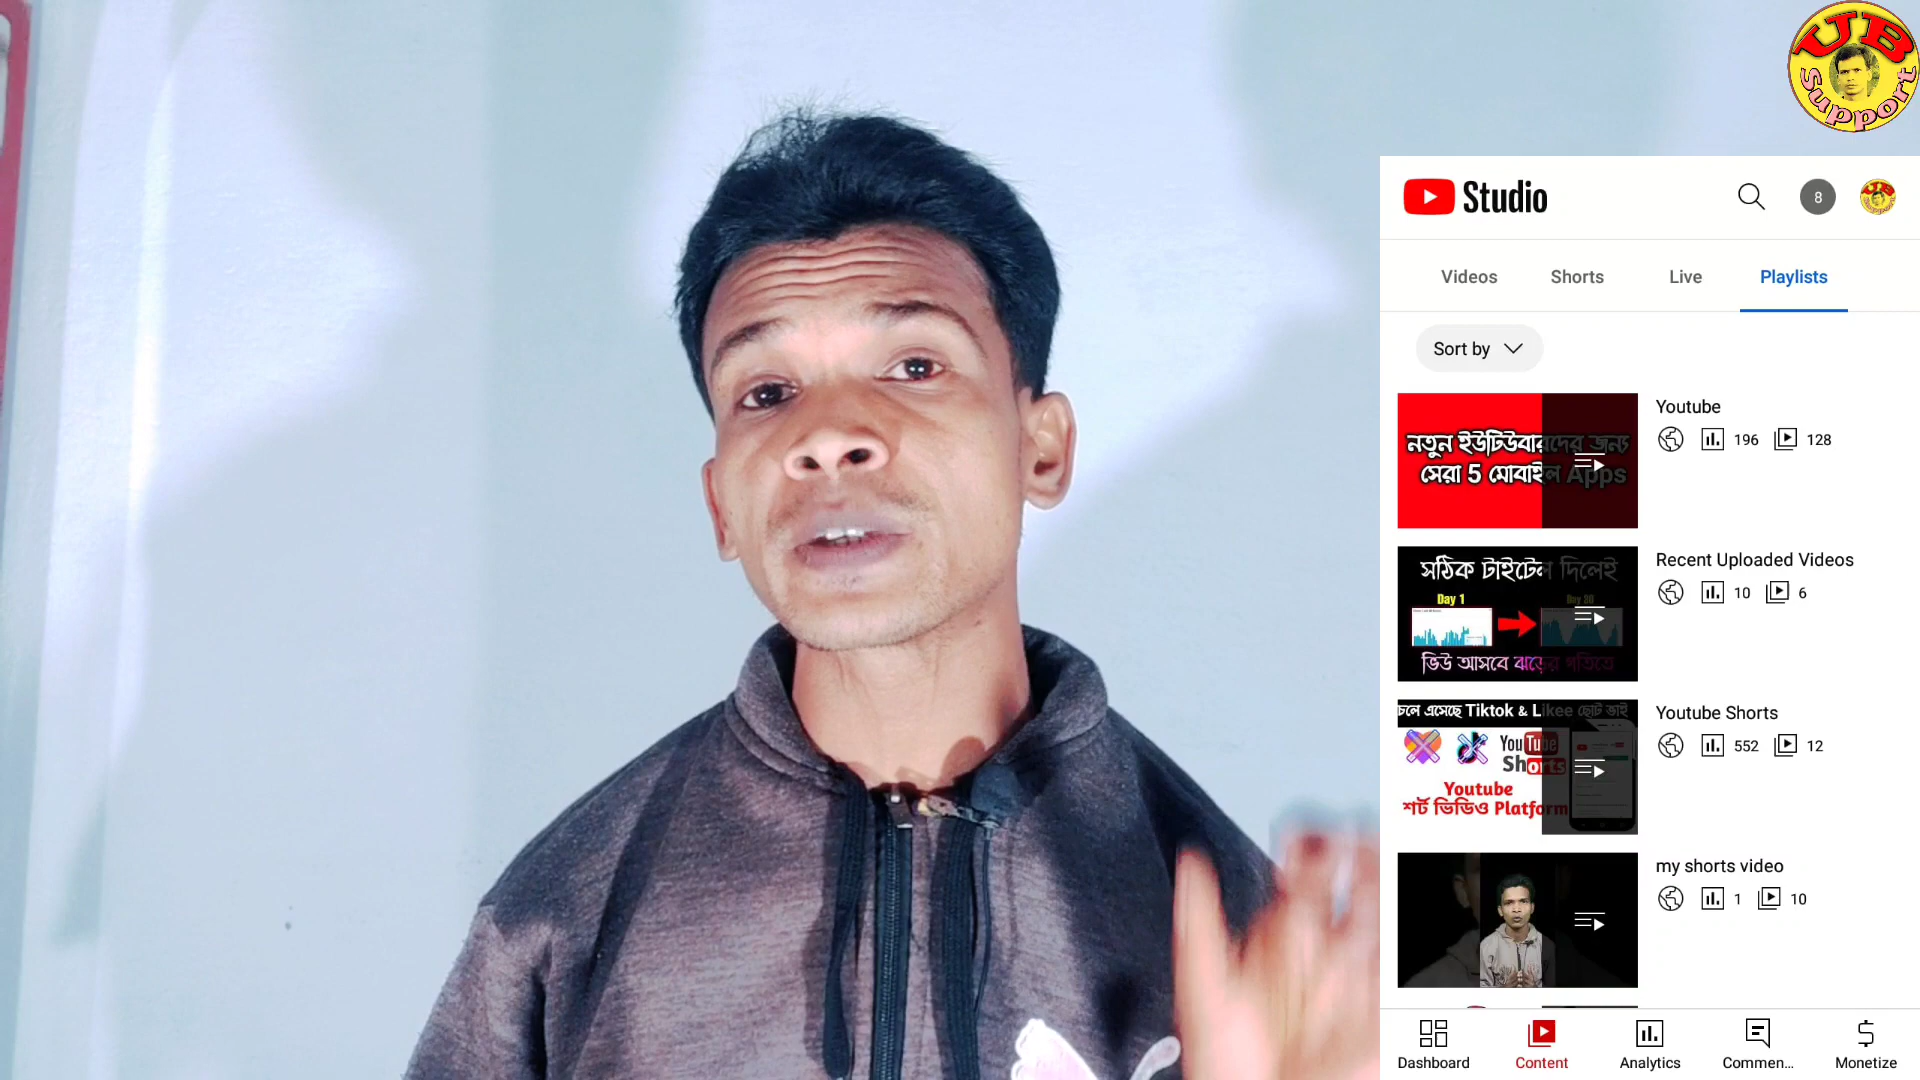 UB
Support
Studio
8
Videos
Shorts
Live
Playlists
Sort by
নতুন ইউটিউবারদের জন্য
সেরা 5 মোবাইল Apps
Youtube
196
128
সঠিক টাইটেল দিলেই
Day 1
Day 30
ভিউ আসবে ঝড়ের গতিতে
Recent Uploaded Videos
10
6
চলে এসেছে Tiktok & Likee ছোট ভাই
YouTube
Shorts
Youtube
শর্ট ভিডিও Platform
Youtube Shorts
552
12
my shorts video
1
10
Dashboard
Content
Analytics
Commen...
Monetize